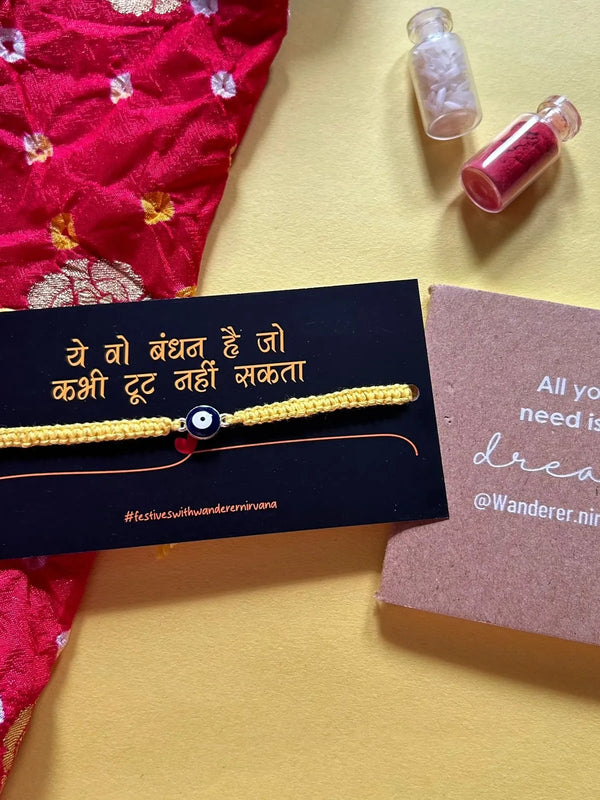 ये वो बंधन है जो
कभी टूट नहीं सकता
#festiveswithwanderernirvana
All yo
need is
drea
@Wanderer.nir